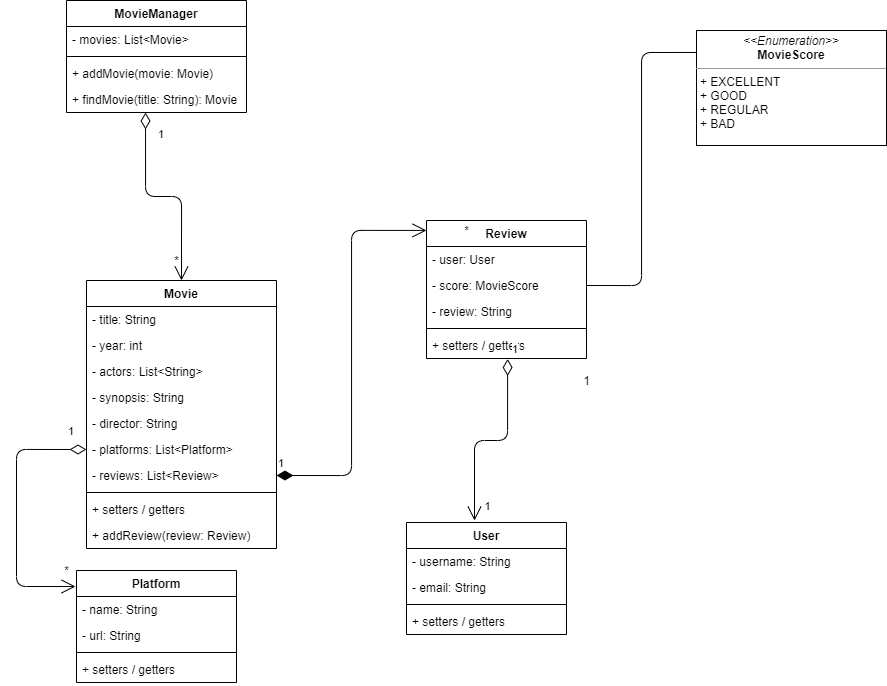 MovieManager
- movies: List<Movie>
+ addMovie(movie: Movie)
+ findMovie(title: String): Movie
1
*
<<Enumeration>>
MovieScore
+ EXCELLENT
+ GOOD
+ REGULAR
+ BAD
* Review
- user: User
- score: MovieScore
- review: String
+ setters / getters
1
1
Movie
- title: String
- year: int
- actors: List<String>
- synopsis: String
- director: String
- platforms: List<Platform>
- reviews: List<Review>
+ setters / getters
+ addReview(review: Review)
1
1
*
1
User
- username: String
- email: String
+ setters / getters
Platform
- name: String
- url: String
+ setters / getters